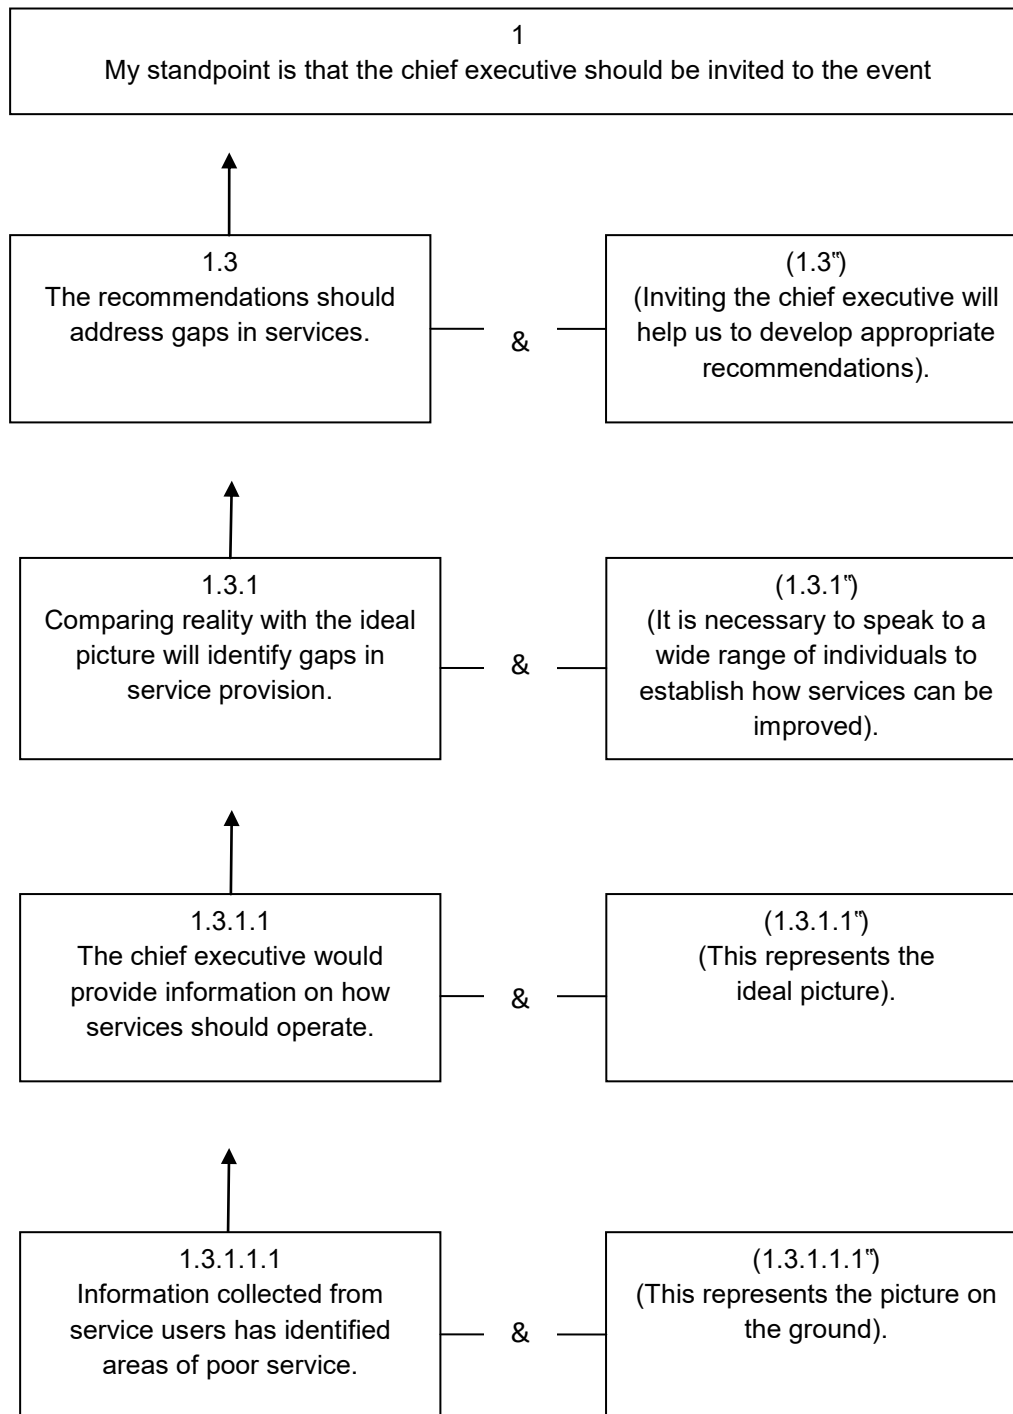 1
My standpoint is that the chief executive should be invited to the event
1.3
The recommendations should
address gaps in services.
&
(1.3‟)
(Inviting the chief executive will
help us to develop appropriate
recommendations).
1.3.1
Comparing reality with the ideal
picture will identify gaps in
service provision.
&
(1.3.1‟)
(It is necessary to speak to a
wide range of individuals to
establish how services can be
improved).
1.3.1.1
The chief executive would
provide information on how
services should operate.
&
(1.3.1.1‟)
(This represents the
ideal picture).
1.3.1.1.1
Information collected from
service users has identified
areas of poor service.
&
(1.3.1.1.1‟)
(This represents the picture on
the ground).